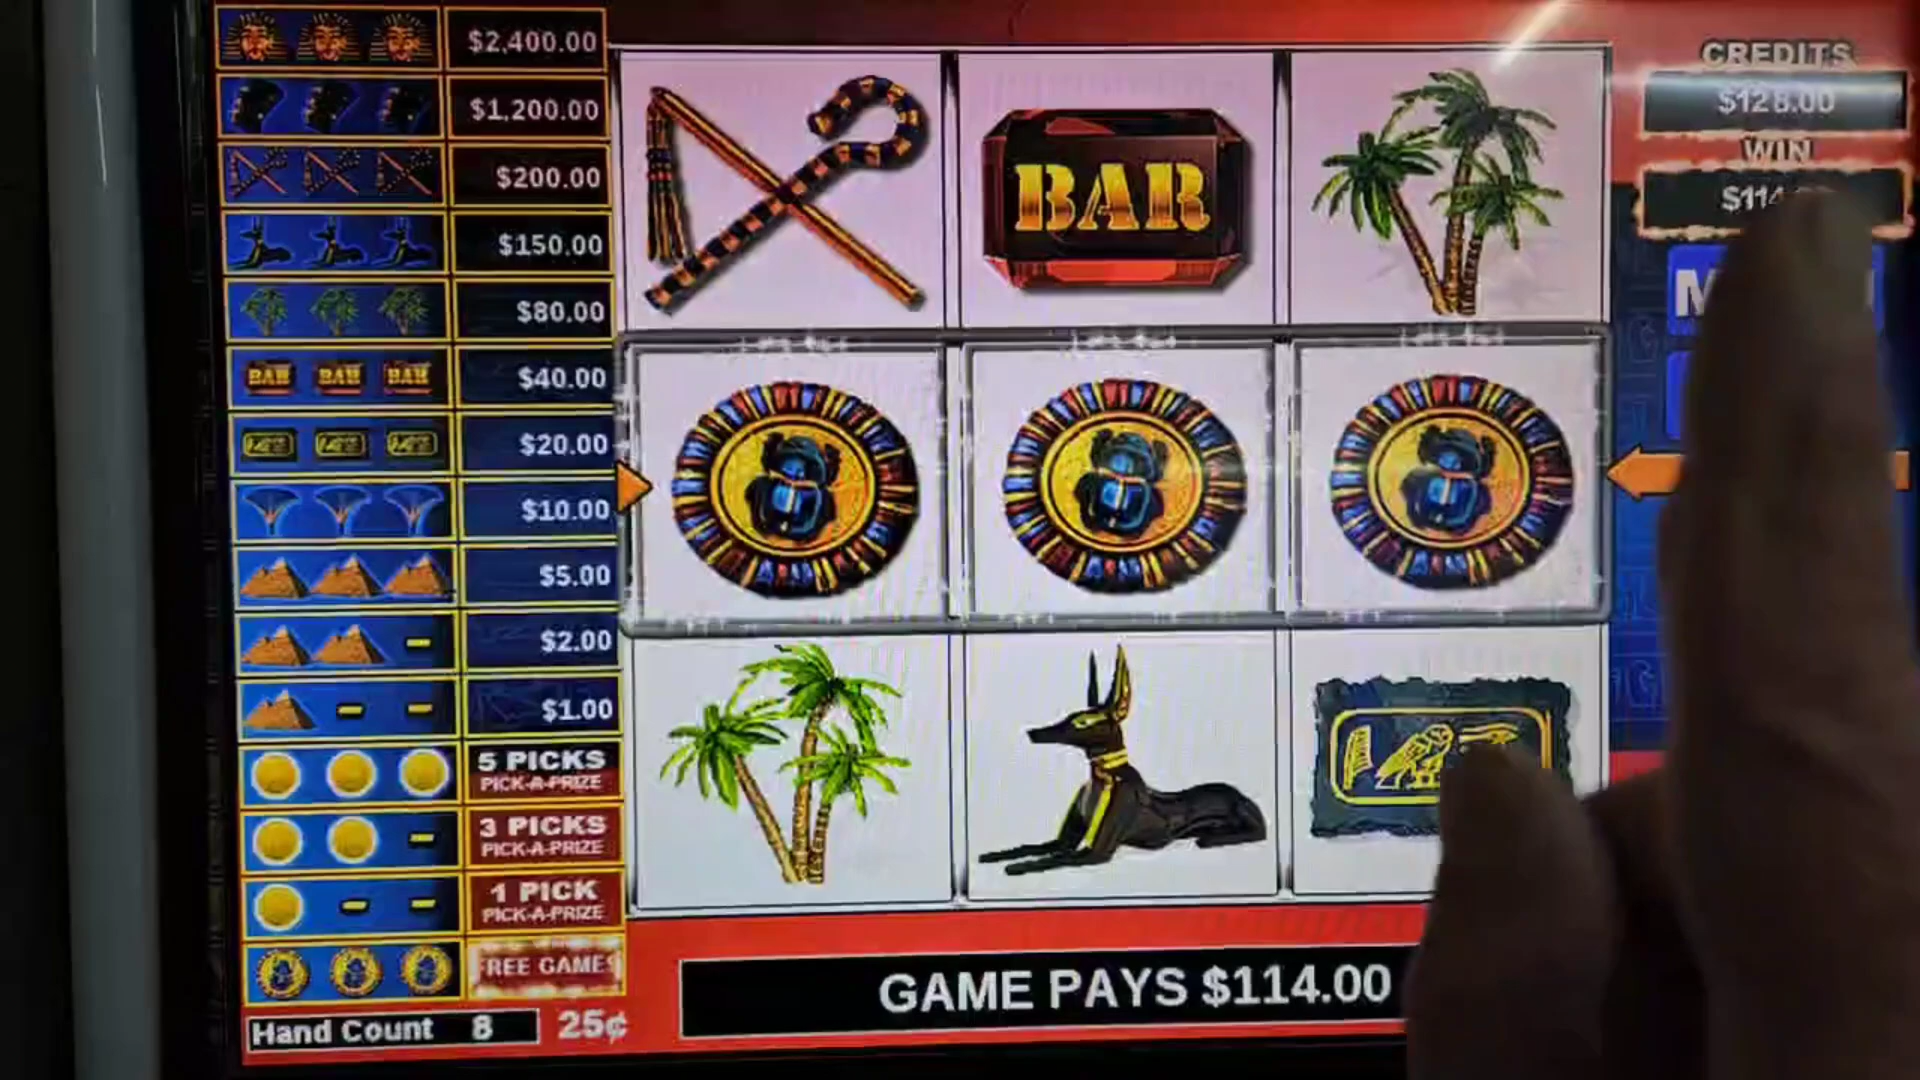 $2,400.00
$1,200.00
$200.00
$150.00
$80.00
BAR BAR BAR
$40.00
$20.00
$10.00
$5.00
$2.00
$1.00
5 PICKS
PICK-A-PRIZE
3 PICKS
PICK-A-PRIZE
1 PICK
PICK-A-PRIZE
FREE GAMES
Hand Count 8 25¢
BAR
CREDITS
$128.00
WIN
$114
GAME PAYS $114.00